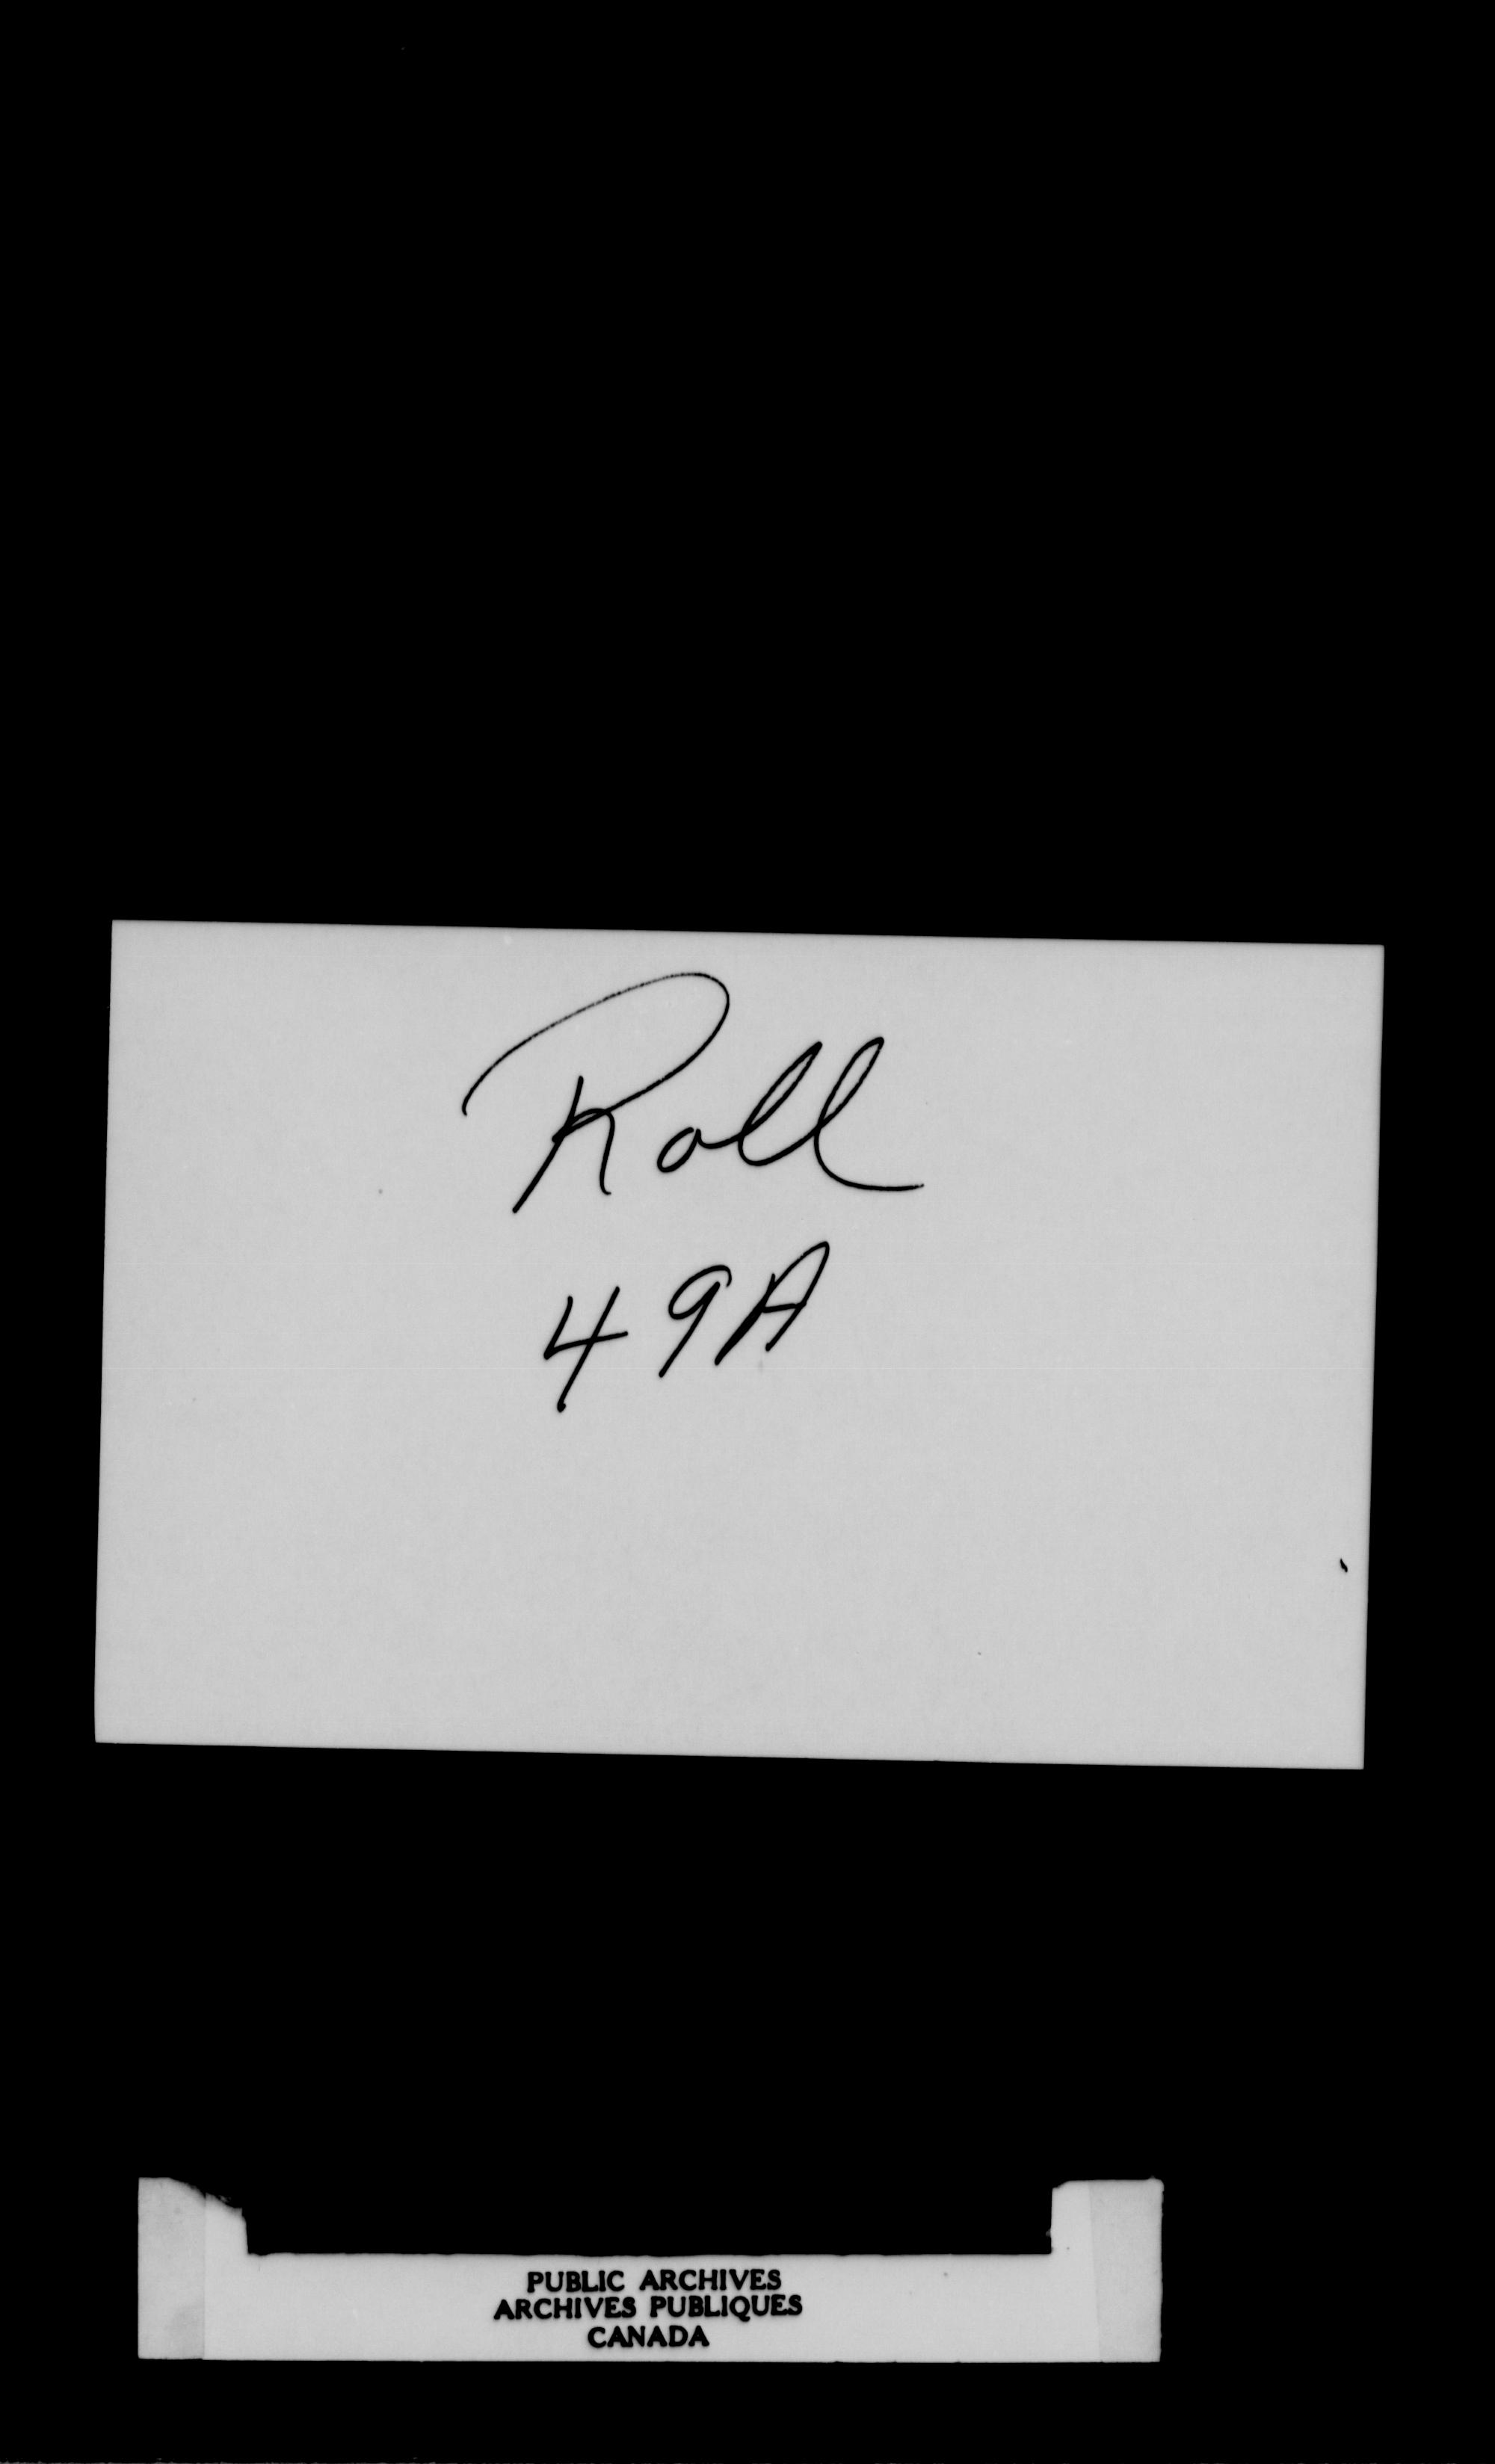 Roll
49A
PUBLIC ARCHIVES
ARCHIVES PUBLIQUES
CANADA